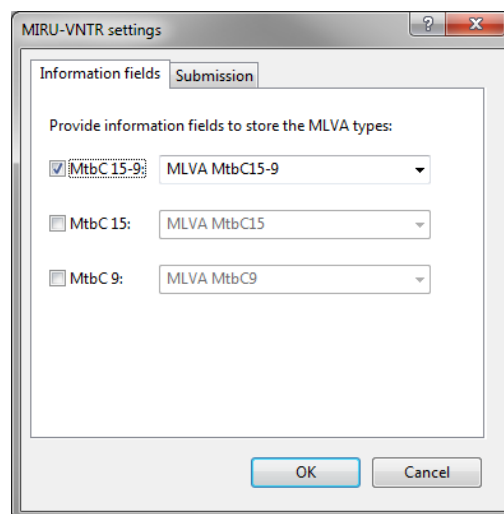 MIRU-VNTR settings
?
Information fields
Submission
Provide information fields to store the MLVA types:
MtbC 15-9:
MLVA MtbC15-9
MtbC 15:
MLVA MtbC15
MtbC 9:
MLVA MtbC9
OK
Cancel